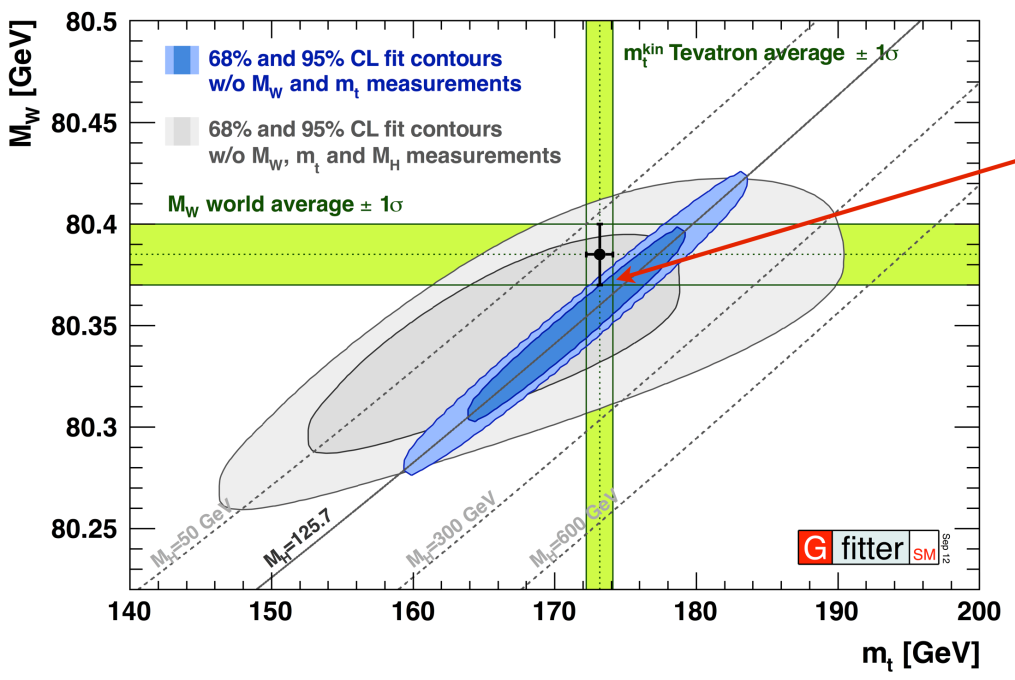 M_W [GeV]
80.5
80.45
80.4
80.35
80.3
80.25
68% and 95% CL fit contours
w/o M_W and m_t measurements
68% and 95% CL fit contours
w/o M_W, m_t and M_H measurements
m_t^kin Tevatron average ± 1σ
M_W world average ± 1σ
M_H=50 GeV
M_H=125.7
M_H=300 GeV
M_H=600 GeV
G fitter SM
Sep 12
140 150 160 170 180 190 200
m_t [GeV]